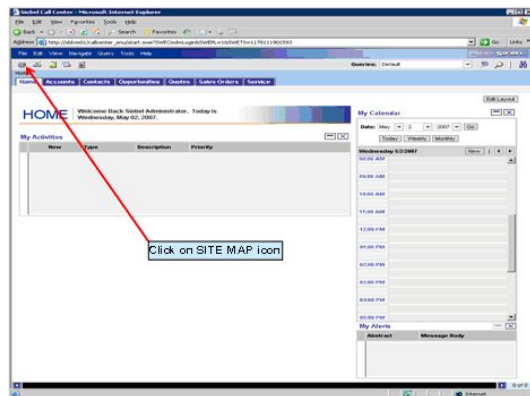 Siebel Call Center - Microsoft Internet Explorer
File Edit View Favorites Tools Help
Back Search Favorites
Address
Go Links
File Edit View Navigate Query Tools Help
Queries: Default
Home Accounts Contacts Opportunities Quotes Sales Orders Service
Edit Layout
HOME
Welcome Back Siebel Administrator. Today is
Wednesday, May 02, 2007.
My Activities
New Type Description Priority
Click on SITE MAP icon
My Calendar
Date: May 2 2007 Go
Today Weekly Monthly
Wednesday 5/2/2007 New
08:00 AM
09:00 AM
10:00 AM
11:00 AM
12:00 PM
01:00 PM
02:00 PM
03:00 PM
04:00 PM
05:00 PM
My Alerts
Abstract Message Body
0 of 0
Internet